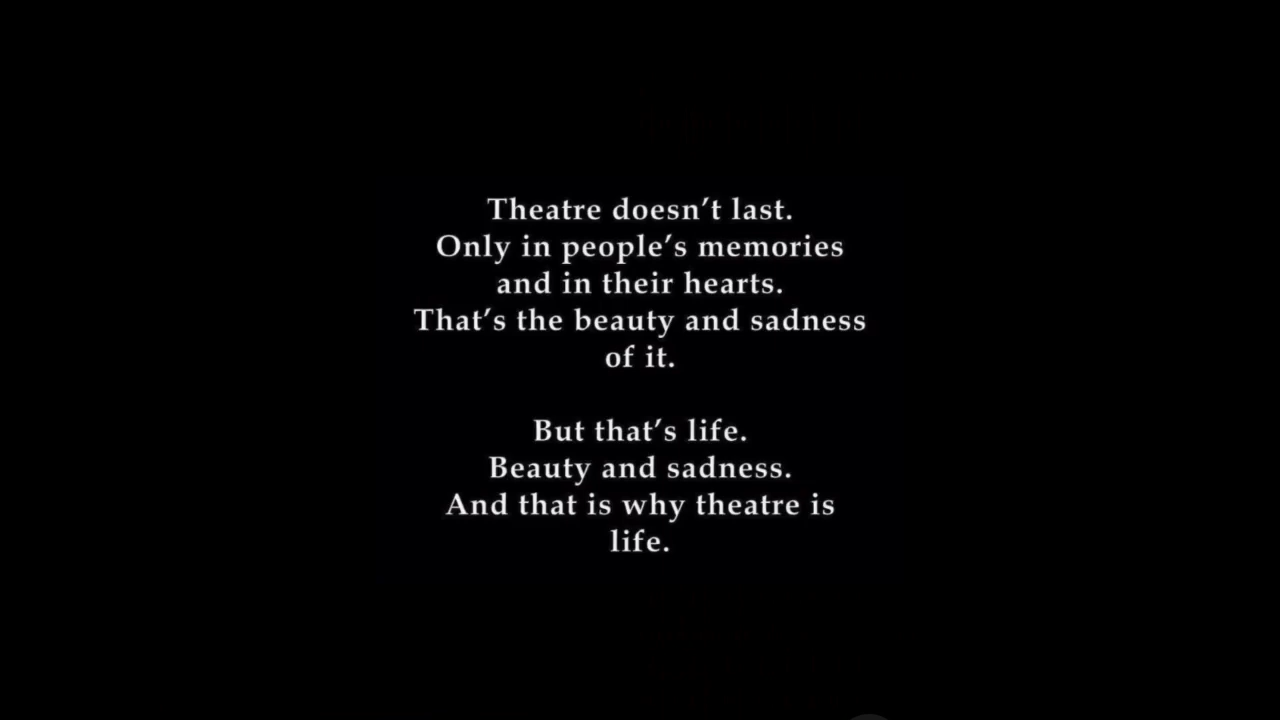 Theatre doesn’t last.
Only in people’s memories
and in their hearts.
That’s the beauty and sadness
of it.
But that’s life.
Beauty and sadness.
And that is why theatre is
life.